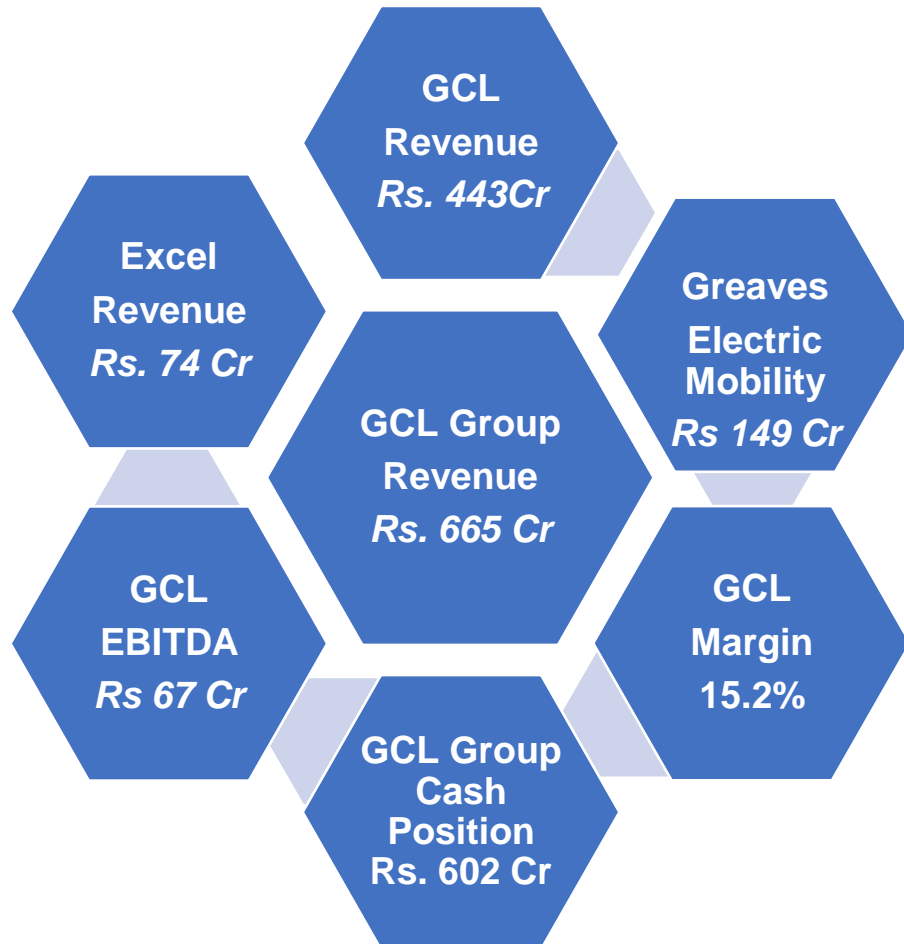 GCL
Revenue
Rs. 443Cr
Excel
Revenue
Rs. 74 Cr
Greaves
Electric
Mobility
Rs 149 Cr
GCL Group
Revenue
Rs. 665 Cr
GCL
EBITDA
Rs 67 Cr
GCL
Margin
15.2%
GCL Group
Cash
Position
Rs. 602 Cr